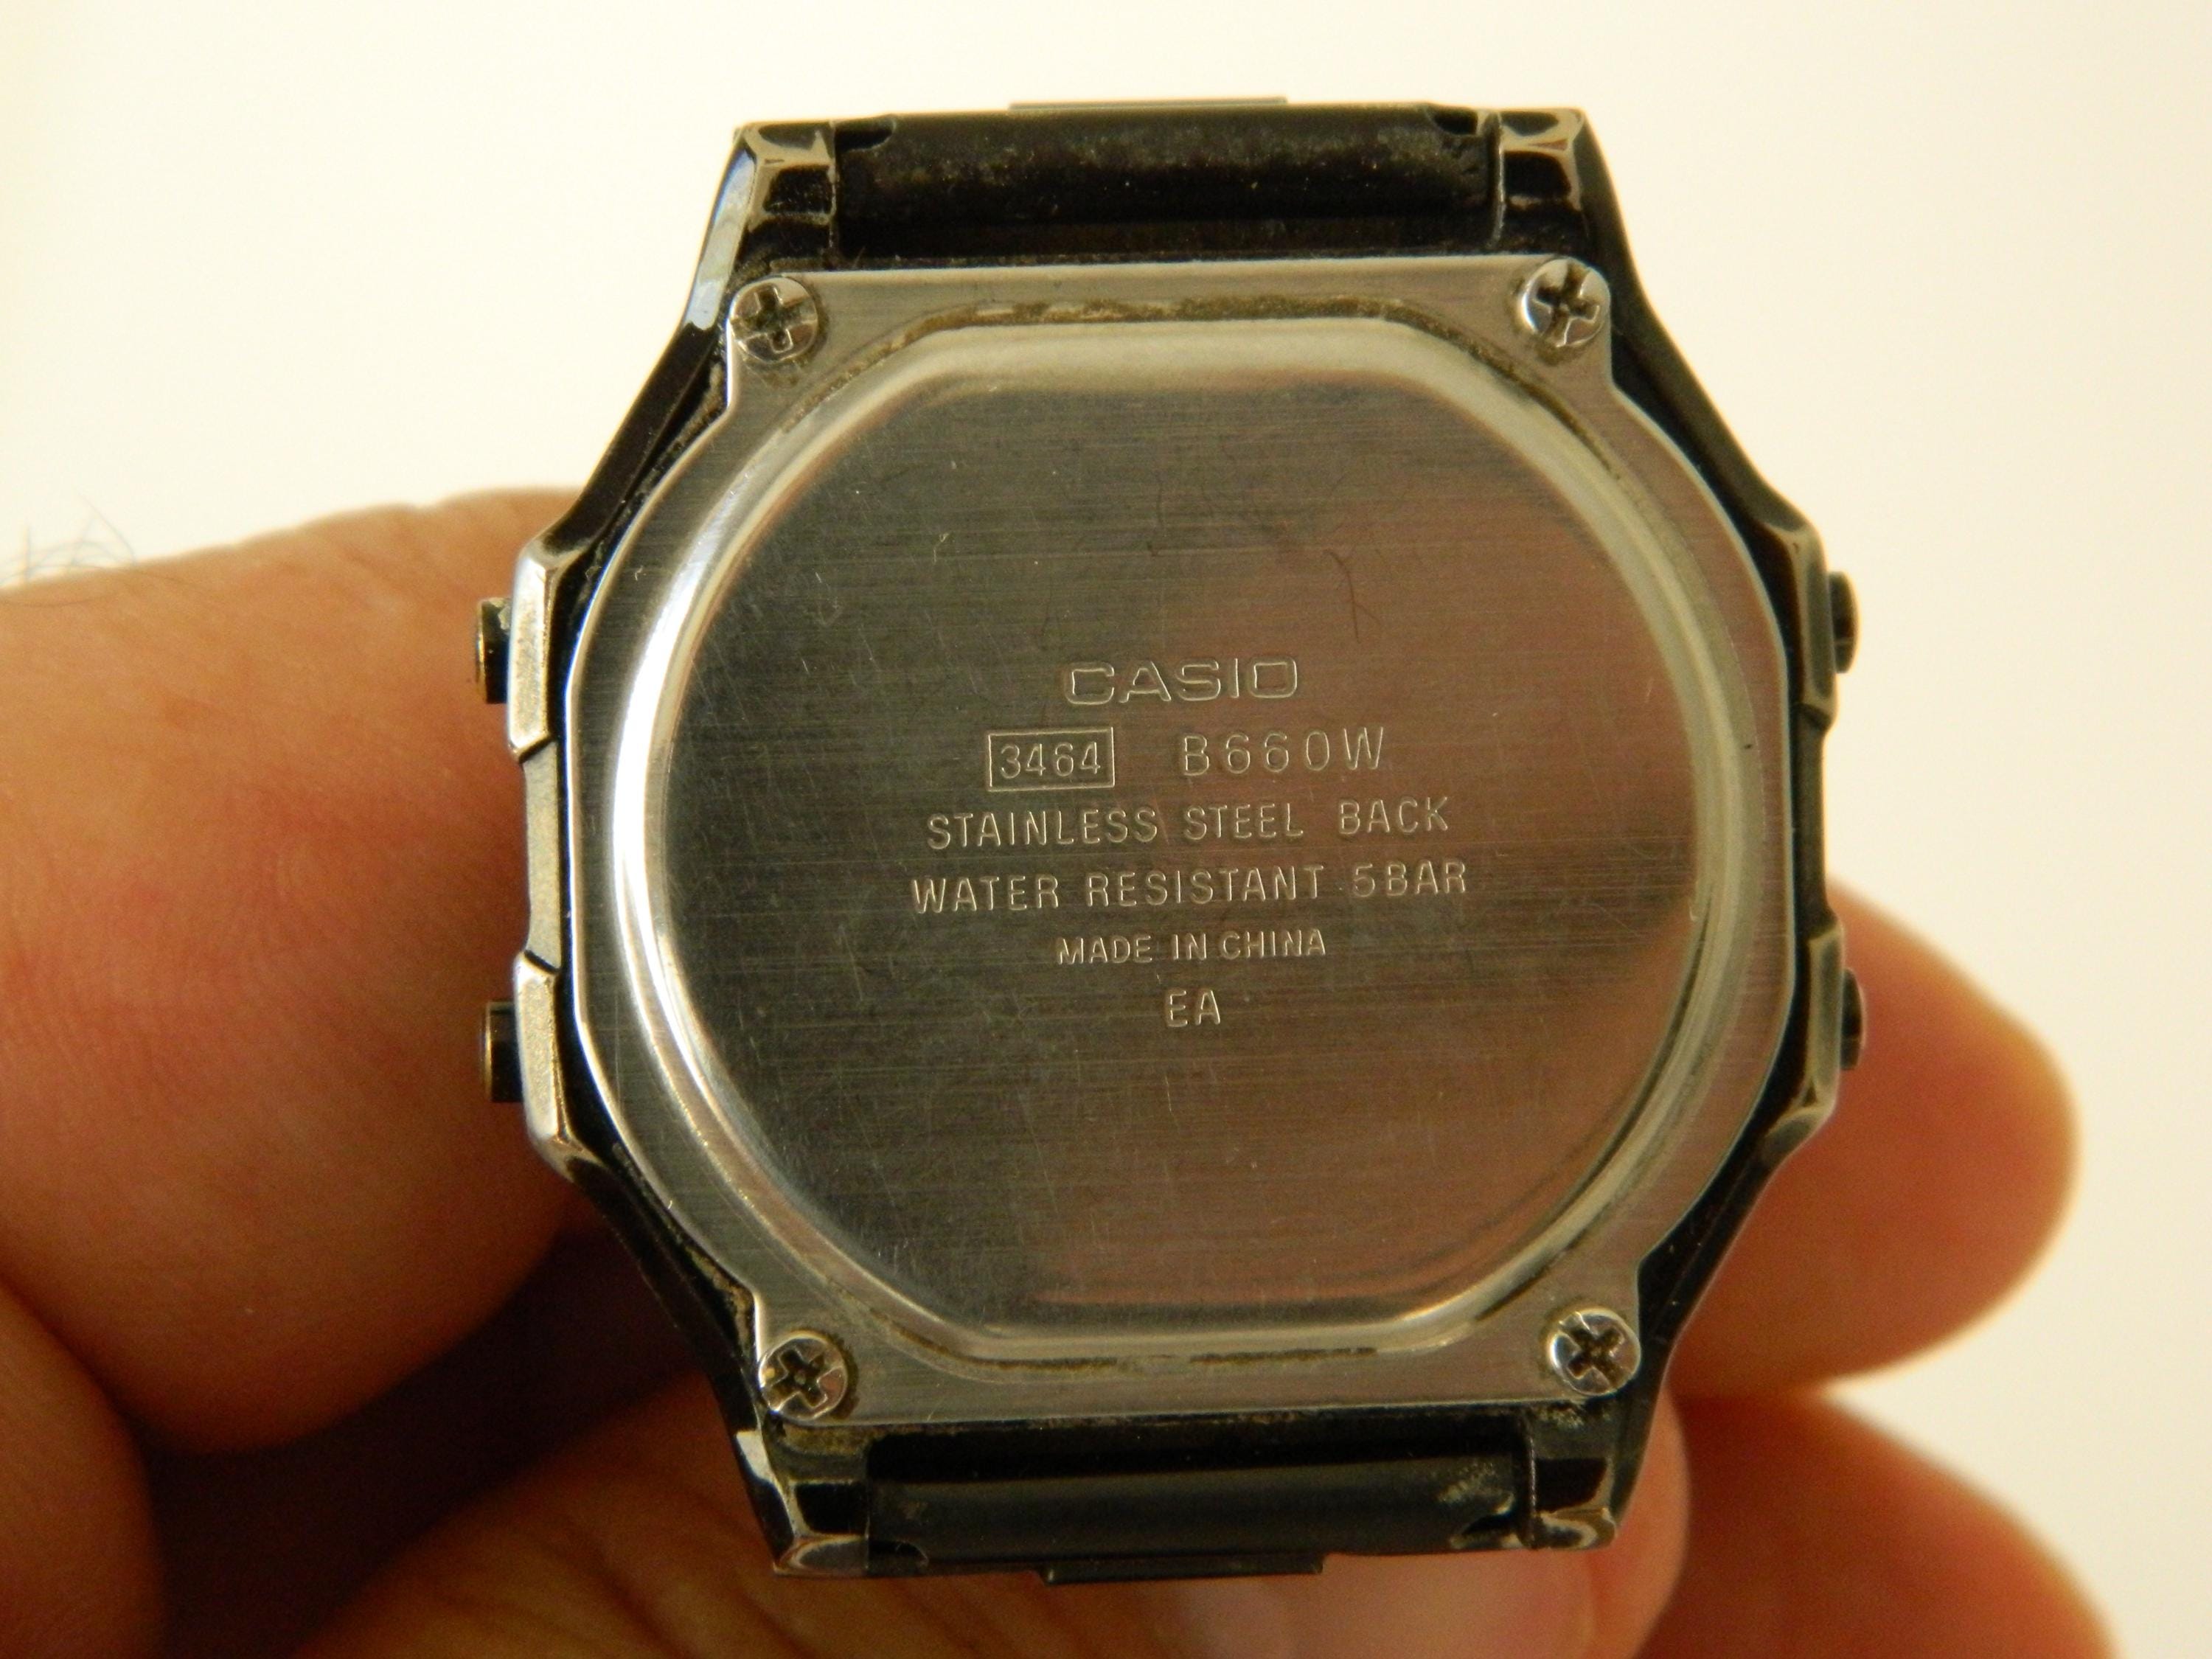 CASIO
3464 B660W
STAINLESS STEEL BACK
WATER RESISTANT 5BAR
MADE IN CHINA
EA